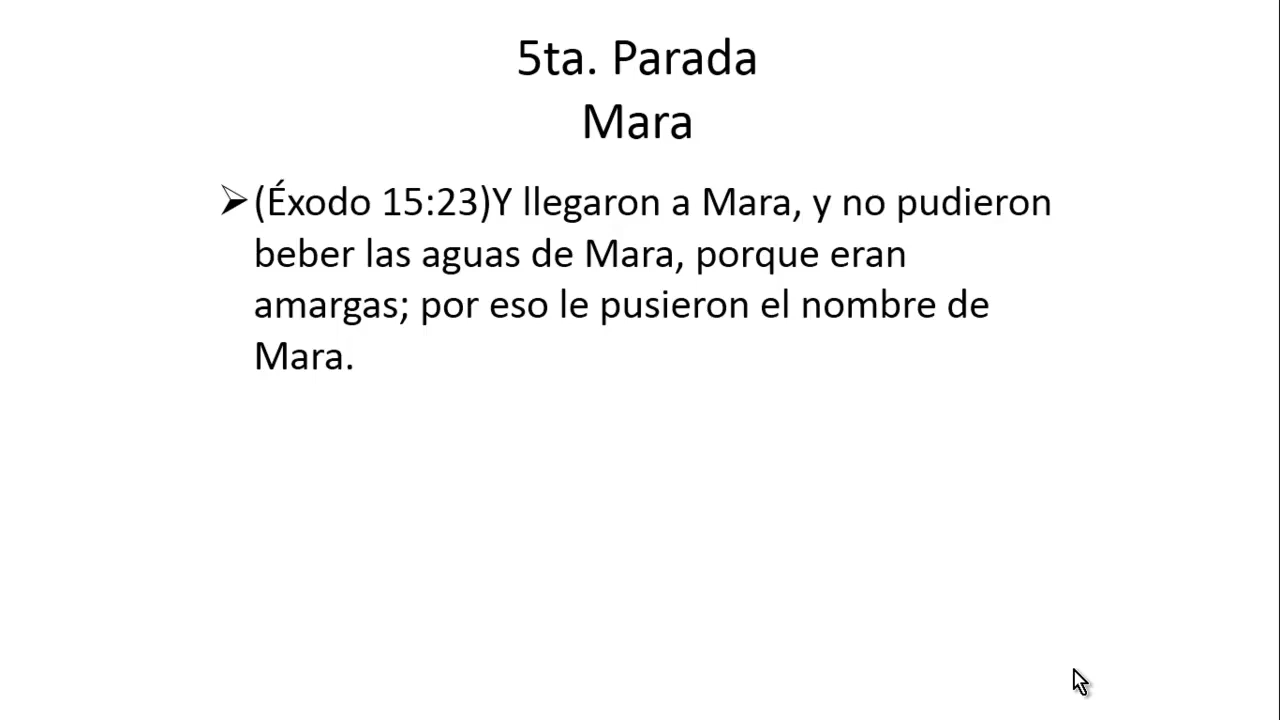 5ta. Parada
Mara
➢(Éxodo 15:23)Y llegaron a Mara, y no pudieron
beber las aguas de Mara, porque eran
amargas; por eso le pusieron el nombre de
Mara.